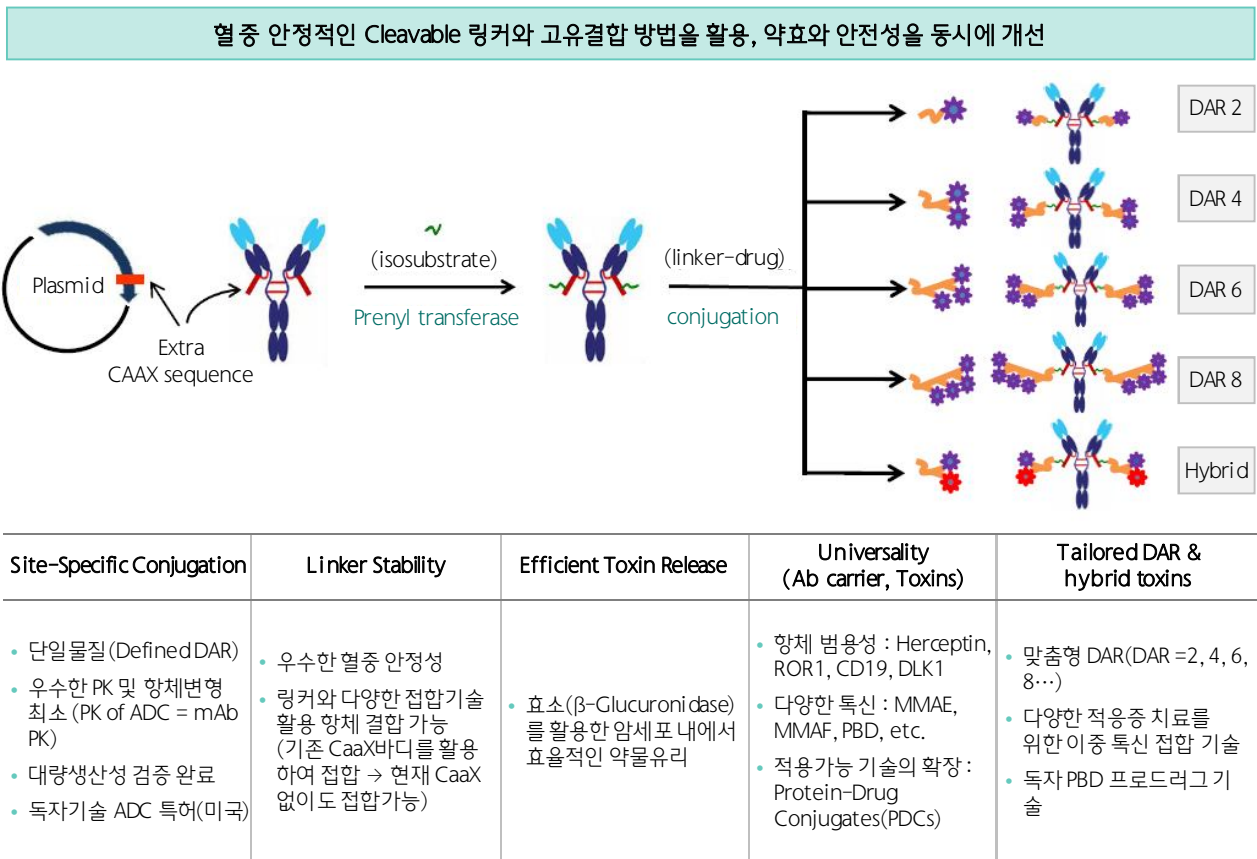 혈중 안정적인 Cleavable 링커와 고유결합 방법을 활용, 약효와 안전성을 동시에 개선
DAR 2
DAR 4
Plasmid
(isosubstrate)
Prenyl transferase
(linker-drug)
conjugation
DAR 6
Extra
CAAX sequence
DAR 8
Hybrid
Site-Specific Conjugation
Linker Stability
Efficient Toxin Release
Universality
(Ab carrier, Toxins)
Tailored DAR &
hybrid toxins
• 단일물질(Defined DAR)
• 우수한 PK 및 항체변형
최소 (PK of ADC = mAb
PK)
• 대량생산성 검증 완료
• 독자기술 ADC 특허(미국)
• 우수한 혈중 안정성
• 링커와 다양한 접합기술
활용 항체 결합 가능
(기존 CaaX바디를 활용
하여 접합 → 현재 CaaX
없이도 접합가능)
• 효소(β-Glucuronidase)
를 활용한 암세포 내에서
효율적인 약물유리
• 항체 범용성 : Herceptin,
ROR1, CD19, DLK1
• 다양한 톡신 : MMAE,
MMAF, PBD, etc.
• 적용가능 기술의 확장 :
Protein-Drug
Conjugates(PDCs)
• 맞춤형 DAR(DAR =2, 4, 6,
8…)
• 다양한 적응증 치료를
위한 이중 톡신 접합 기술
• 독자 PBD 프로드러그 기
술